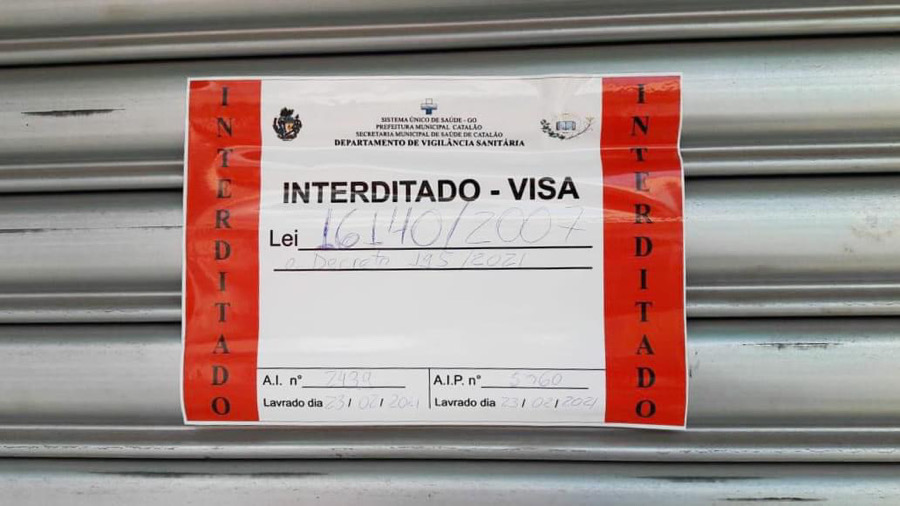 INTERDITADO
SISTEMA ÚNICO DE SAÚDE - GO
PREFEITURA MUNICIPAL CATALÃO
SECRETARIA MUNICIPAL DE SAÚDE DE CATALÃO
DEPARTAMENTO DE VIGILÂNCIA SANITÁRIA
INTERDITADO - VISA
Lei 16140/2007
e Decreto 195/2021
A.I. nº 2439
Lavrado dia 23/02/2021
A.I.P. nº 5960
Lavrado dia 23/02/2021
INTERDITADO